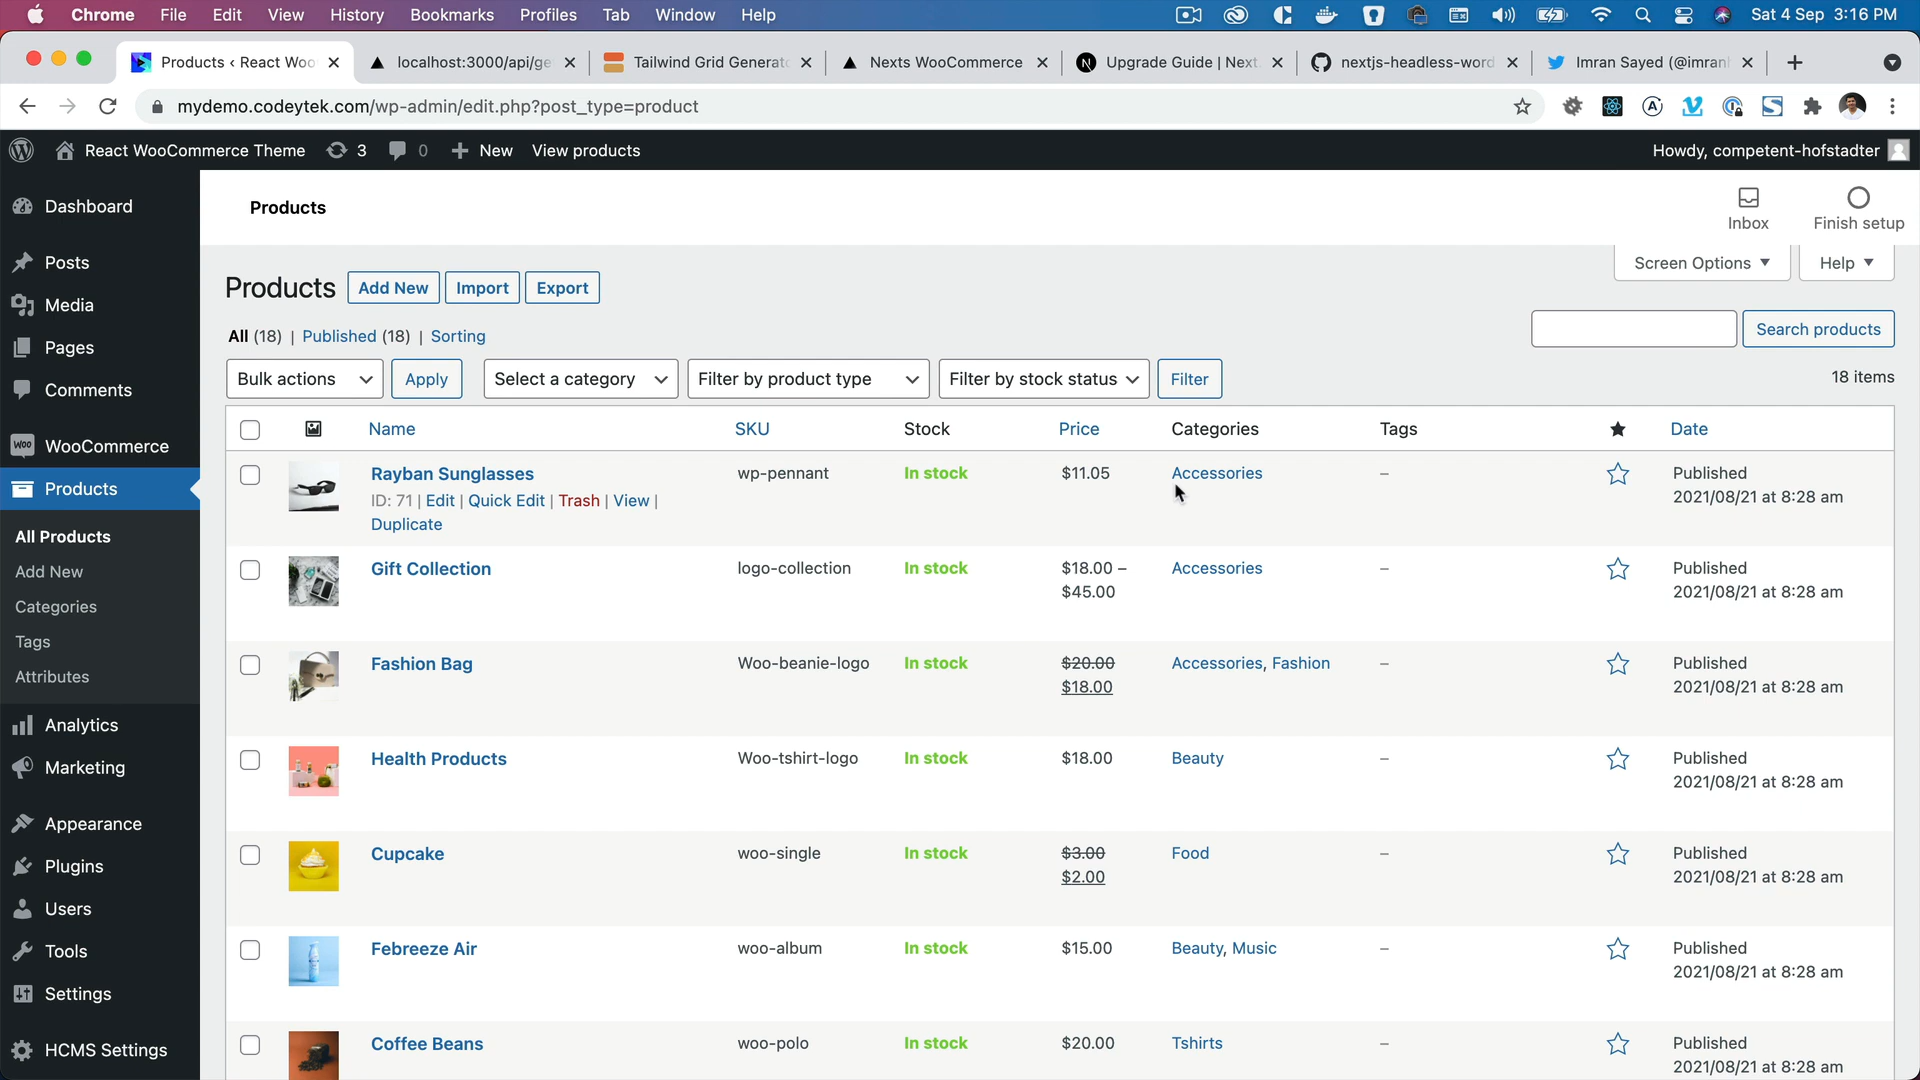 Chrome File Edit View History Bookmarks Profiles Tab Window Help Sat 4 Sep 3:16 PM
Products ‹ React Woo localhost:3000/api/ge Tailwind Grid Generat Nexts WooCommerce Upgrade Guide | Next. nextjs-headless-word Imran Sayed (@imran
mydemo.codeytek.com/wp-admin/edit.php?post_type=product
React WooCommerce Theme 3 0 New View products Howdy, competent-hofstadter
Dashboard
Posts
Media
Pages
Comments
WooCommerce
Products
All Products
Add New
Categories
Tags
Attributes
Analytics
Marketing
Appearance
Plugins
Users
Tools
Settings
HCMS Settings
Products
Inbox Finish setup
Screen Options Help
Products Add New Import Export
All (18) | Published (18) | Sorting
Search products
Bulk actions Apply Select a category Filter by product type Filter by stock status Filter 18 items
Name SKU Stock Price Categories Tags Date
Rayban Sunglasses wp-pennant In stock $11.05 Accessories – Published
ID: 71 | Edit | Quick Edit | Trash | View | 2021/08/21 at 8:28 am
Duplicate
Gift Collection logo-collection In stock $18.00 – Accessories – Published
$45.00 2021/08/21 at 8:28 am
Fashion Bag Woo-beanie-logo In stock $20.00 Accessories, Fashion – Published
$18.00 2021/08/21 at 8:28 am
Health Products Woo-tshirt-logo In stock $18.00 Beauty – Published
2021/08/21 at 8:28 am
Cupcake woo-single In stock $3.00 Food – Published
$2.00 2021/08/21 at 8:28 am
Febreeze Air woo-album In stock $15.00 Beauty, Music – Published
2021/08/21 at 8:28 am
Coffee Beans woo-polo In stock $20.00 Tshirts – Published
2021/08/21 at 8:28 am